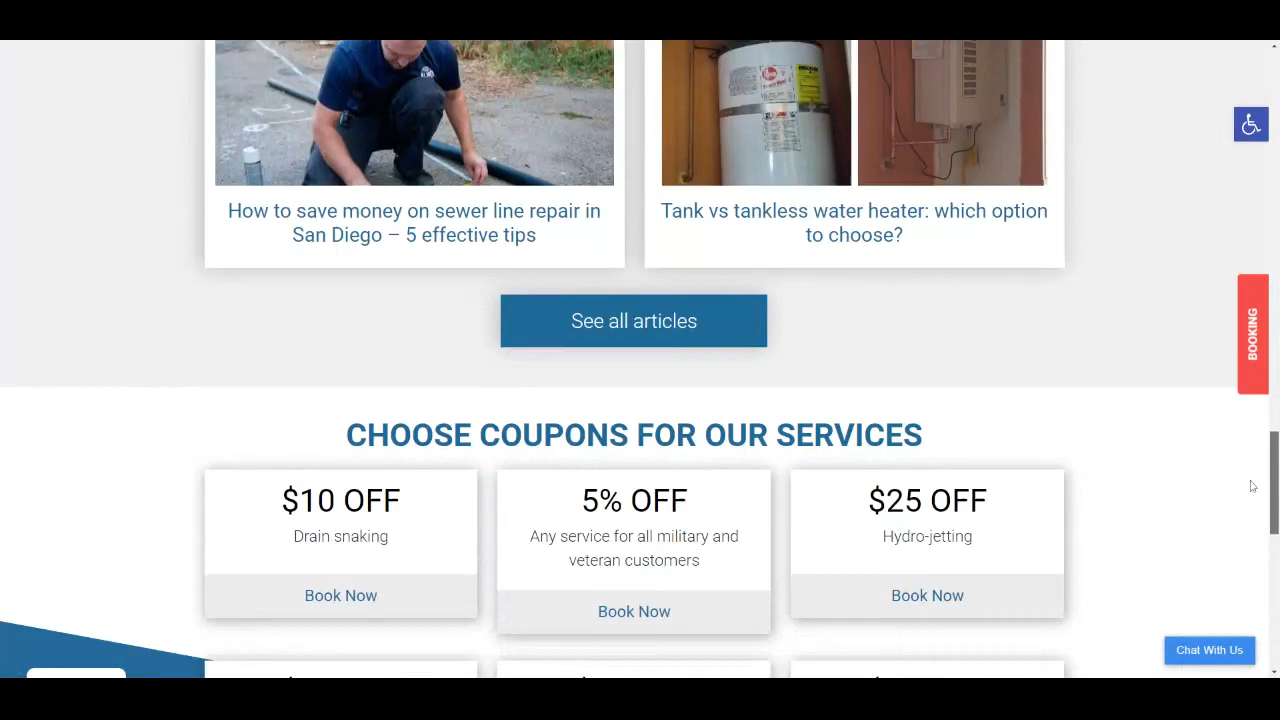 How to save money on sewer line repair in
San Diego – 5 effective tips
Tank vs tankless water heater: which option
to choose?
See all articles
BOOKING
CHOOSE COUPONS FOR OUR SERVICES
$10 OFF
Drain snaking
Book Now
5% OFF
Any service for all military and
veteran customers
Book Now
$25 OFF
Hydro-jetting
Book Now
Chat With Us